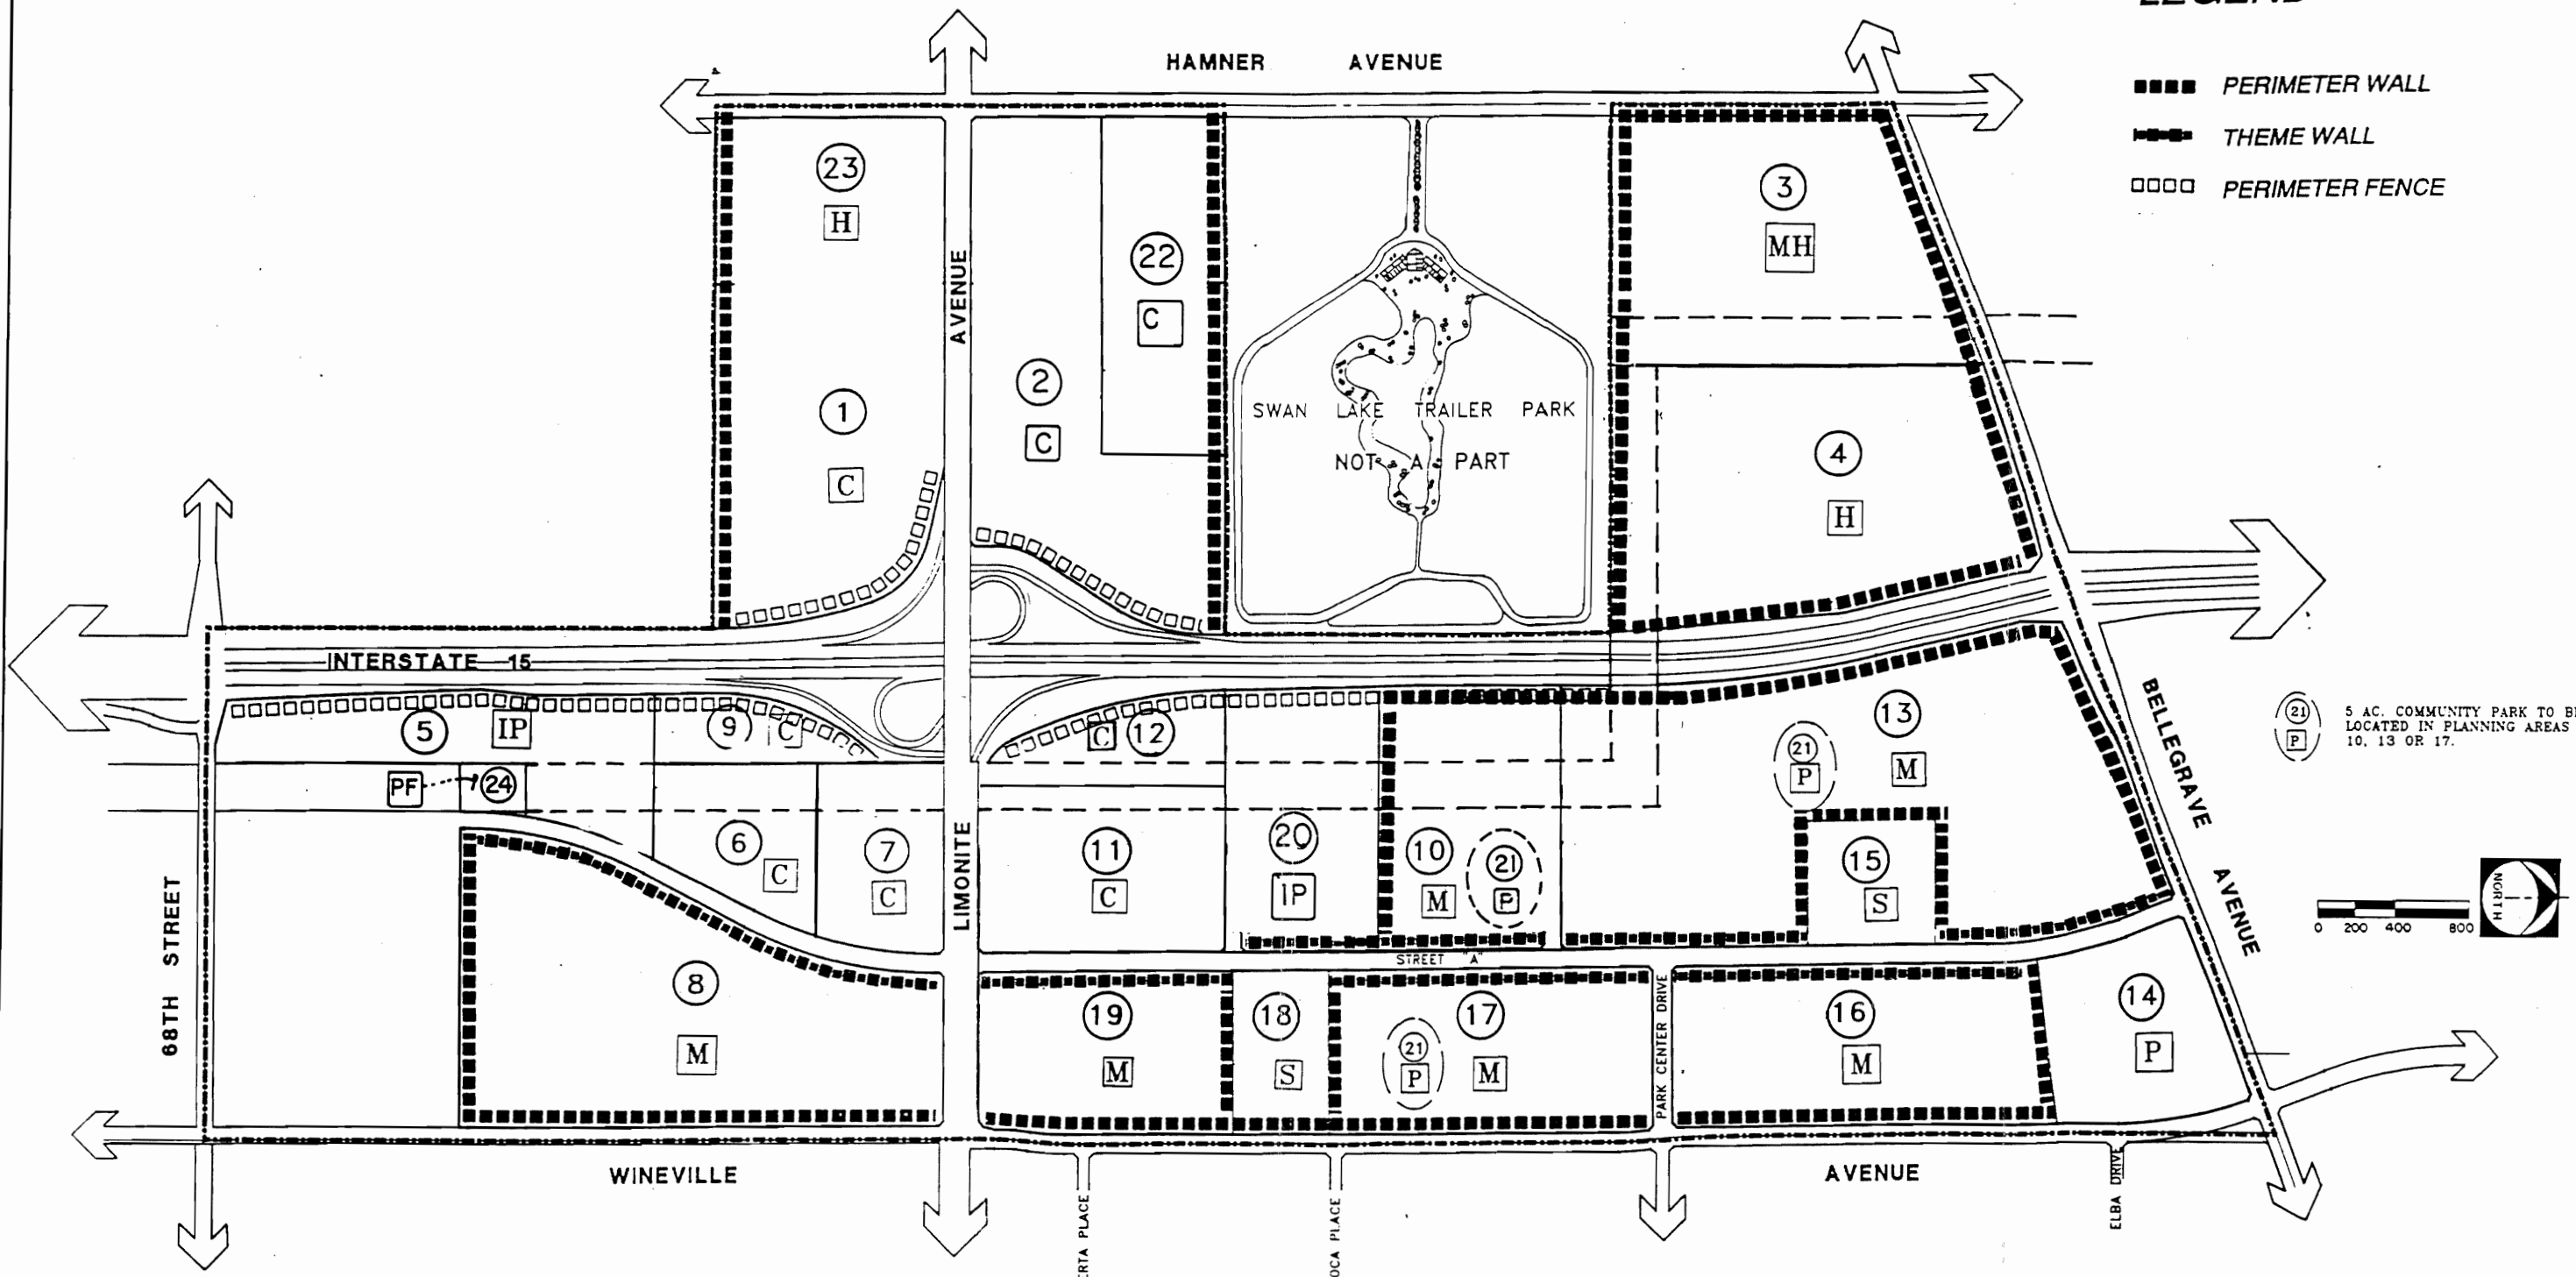 HAMNER AVENUE
PERIMETER WALL
THEME WALL
PERIMETER FENCE
23
H
3
MH
AVENUE
22
C
2
C
1
C
SWAN LAKE TRAILER PARK
NOT A PART
4
H
INTERSTATE 15
5
IP
9
C
C
12
13
M
21
P
BELLEGRAVE
AVENUE
21
P
5 AC. COMMUNITY PARK TO
LOCATED IN PLANNING AREAS
10, 13 OR 17.
PF
24
6
C
7
C
LIMONITE
11
C
20
IP
10
M
21
P
15
S
NORTH
0 200 400 800
68TH STREET
STREET "A"
8
M
19
M
18
S
17
M
21
P
PARK CENTER DRIVE
16
M
14
P
WINEVILLE AVENUE
ELBA DRIVE
PLACE
PLACE